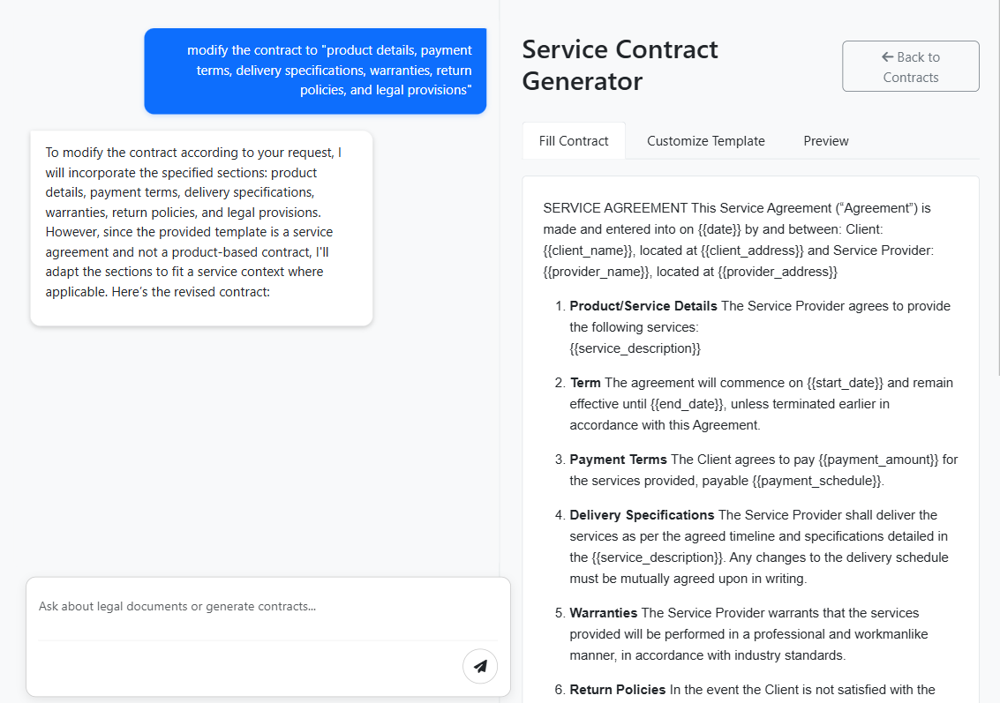 modify the contract to "product details, payment
terms, delivery specifications, warranties, return
policies, and legal provisions"
To modify the contract according to your request, I
will incorporate the specified sections: product
details, payment terms, delivery specifications,
warranties, return policies, and legal provisions.
However, since the provided template is a service
agreement and not a product-based contract, I'll
adapt the sections to fit a service context where
applicable. Here's the revised contract:
Ask about legal documents or generate contracts...
Service Contract
Generator
← Back to
Contracts
Fill Contract
Customize Template
Preview
SERVICE AGREEMENT This Service Agreement (“Agreement”) is
made and entered into on {{date}} by and between: Client:
{{client_name}}, located at {{client_address}} and Service Provider:
{{provider_name}}, located at {{provider_address}}
1. Product/Service Details The Service Provider agrees to provide
the following services:
{{service_description}}
2. Term The agreement will commence on {{start_date}} and remain
effective until {{end_date}}, unless terminated earlier in
accordance with this Agreement.
3. Payment Terms The Client agrees to pay {{payment_amount}} for
the services provided, payable {{payment_schedule}}.
4. Delivery Specifications The Service Provider shall deliver the
services as per the agreed timeline and specifications detailed in
the {{service_description}}. Any changes to the delivery schedule
must be mutually agreed upon in writing.
5. Warranties The Service Provider warrants that the services
provided will be performed in a professional and workmanlike
manner, in accordance with industry standards.
6. Return Policies In the event the Client is not satisfied with the